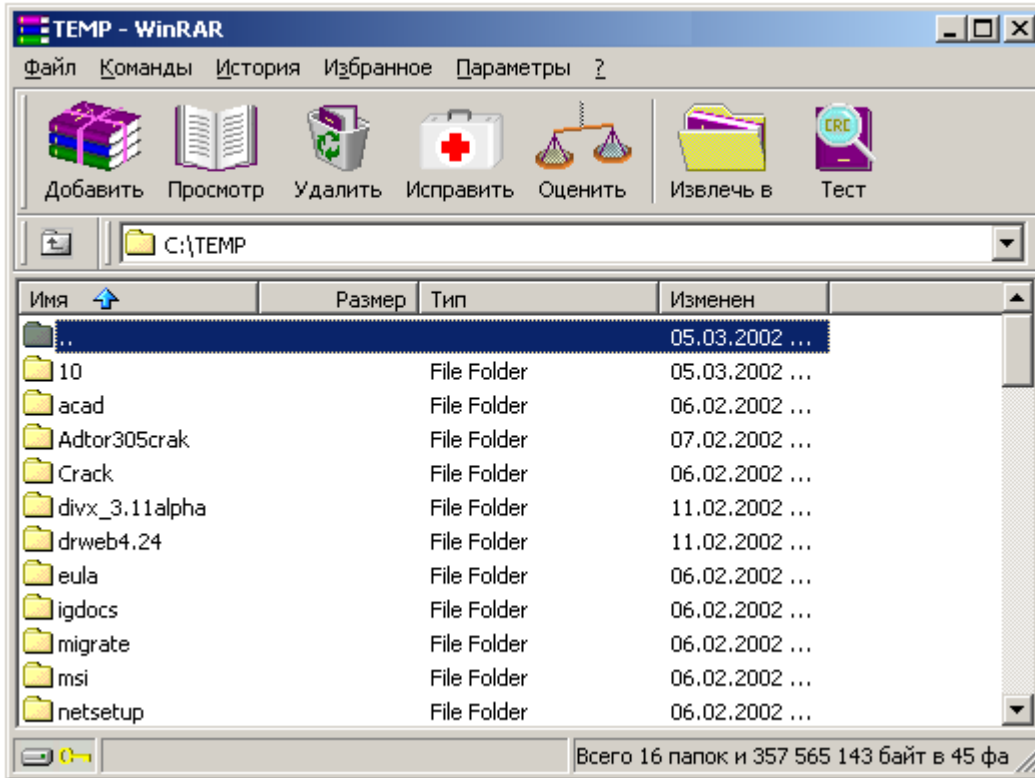 TEMP - WinRAR
Файл Команды История Избранное Параметры ?
CRC
Добавить Просмотр Удалить Исправить Оценить Извлечь в Тест
C:\TEMP
Имя Размер Тип Изменен
.. 05.03.2002 ...
10 File Folder 05.03.2002 ...
acad File Folder 06.02.2002 ...
Adtor305crak File Folder 07.02.2002 ...
Crack File Folder 06.02.2002 ...
divx_3.11alpha File Folder 11.02.2002 ...
drweb4.24 File Folder 11.02.2002 ...
eula File Folder 06.02.2002 ...
igdocs File Folder 06.02.2002 ...
migrate File Folder 06.02.2002 ...
msi File Folder 06.02.2002 ...
netsetup File Folder 06.02.2002 ...
Всего 16 папок и 357 565 143 байт в 45 фа